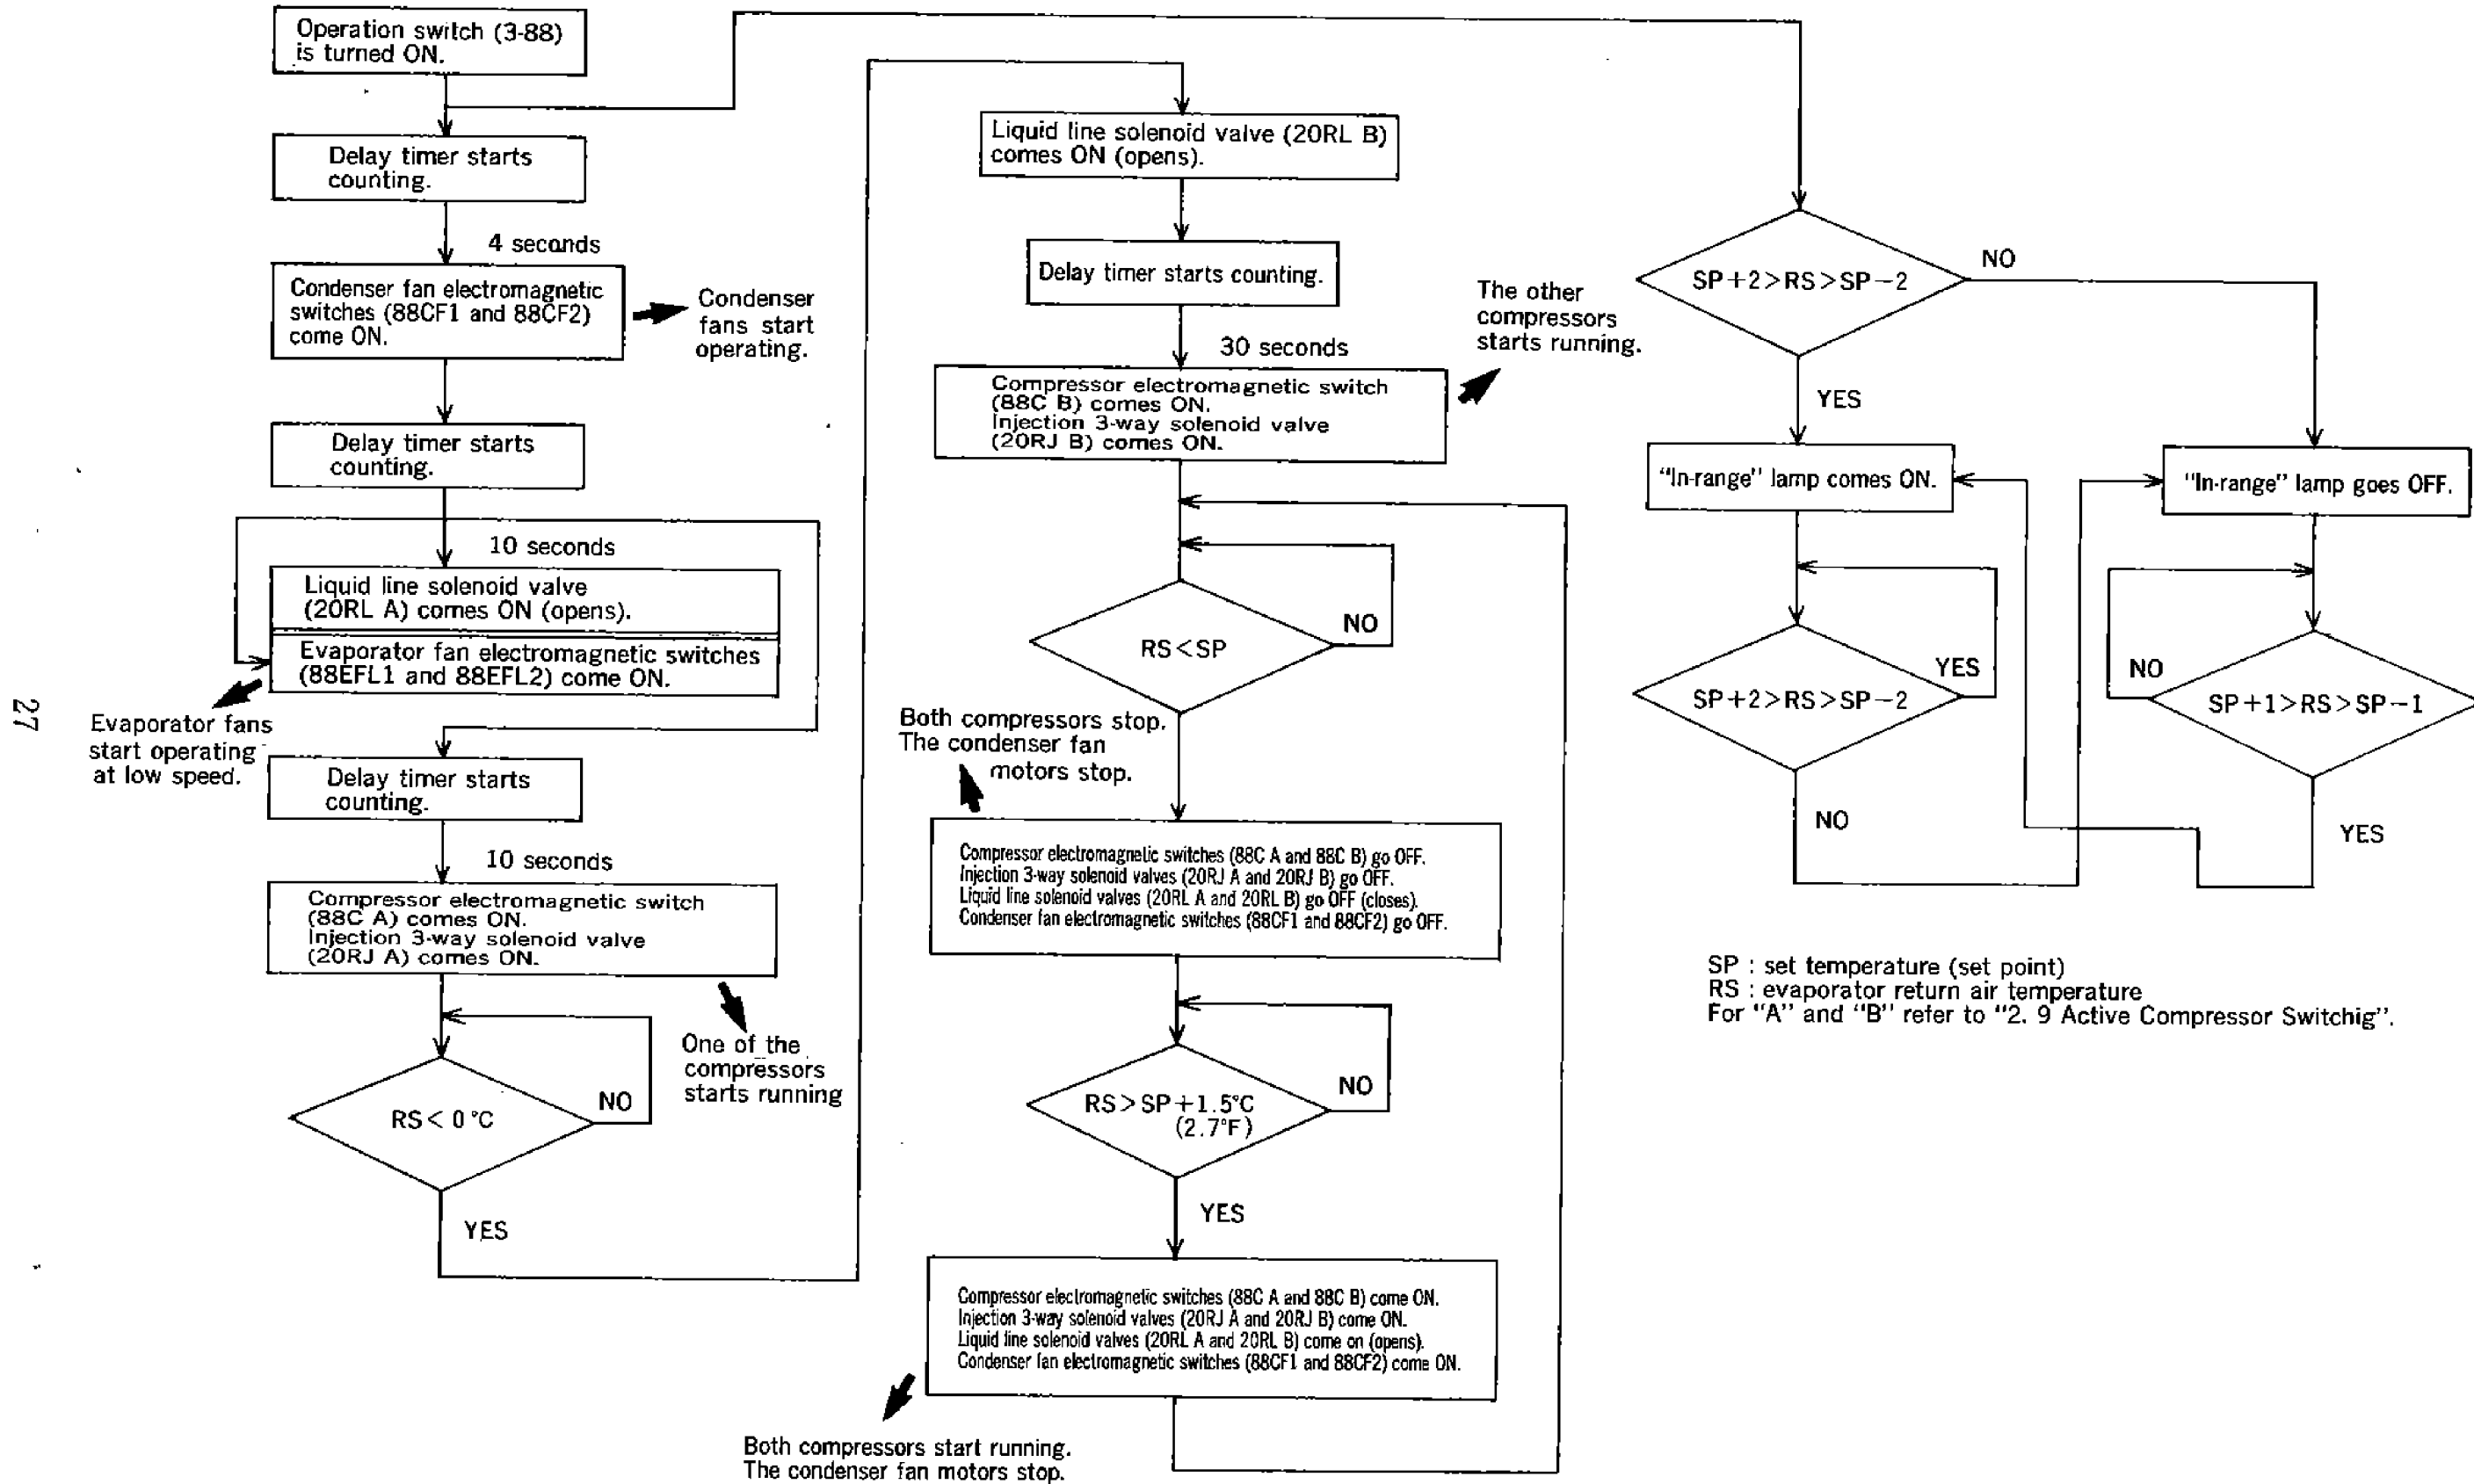 Operation switch (3-88)
is turned ON.
Delay timer starts
counting.
4 seconds
Condenser fan electromagnetic
switches (88CF1 and 88CF2)
come ON.
Condenser
fans start
operating.
Delay timer starts
counting.
10 seconds
Liquid line solenoid valve
(20RL A) comes ON (opens).
Evaporator fan electromagnetic switches
(88EFL1 and 88EFL2) come ON.
Evaporator fans
start operating
at low speed.
Delay timer starts
counting.
10 seconds
Compressor electromagnetic switch
(88C A) comes ON.
Injection 3-way solenoid valve
(20RJ A) comes ON.
One of the
compressors
starts running
RS < 0°C
NO
YES
Liquid line solenoid valve (20RL B)
comes ON (opens).
Delay timer starts counting.
30 seconds
The other
compressors
starts running.
Compressor electromagnetic switch
(88C B) comes ON.
Injection 3-way solenoid valve
(20RJ B) comes ON.
RS<SP
NO
Both compressors stop.
The condenser fan
motors stop.
Compressor electromagnetic switches (88C A and 88C B) go OFF.
Injection 3-way solenoid valves (20RJ A and 20RJ B) go OFF.
Liquid line solenoid valves (20RL A and 20RL B) go OFF (closes).
Condenser fan electromagnetic switches (88CF1 and 88CF2) go OFF.
RS>SP+1.5°C
(2.7°F)
NO
YES
Compressor electromagnetic switches (88C A and 88C B) come ON.
Injection 3-way solenoid valves (20RJ A and 20RJ B) come ON.
Liquid line solenoid valves (20RL A and 20RL B) come on (opens).
Condenser fan electromagnetic switches (88CF1 and 88CF2) come ON.
Both compressors start running.
The condenser fan motors stop.
SP+2>RS>SP-2
NO
YES
"In-range" lamp comes ON.
"In-range" lamp goes OFF.
SP+2>RS>SP-2
YES
NO
SP+1>RS>SP-1
NO
YES
SP : set temperature (set point)
RS : evaporator return air temperature
For "A" and "B" refer to "2. 9 Active Compressor Switchig".
27